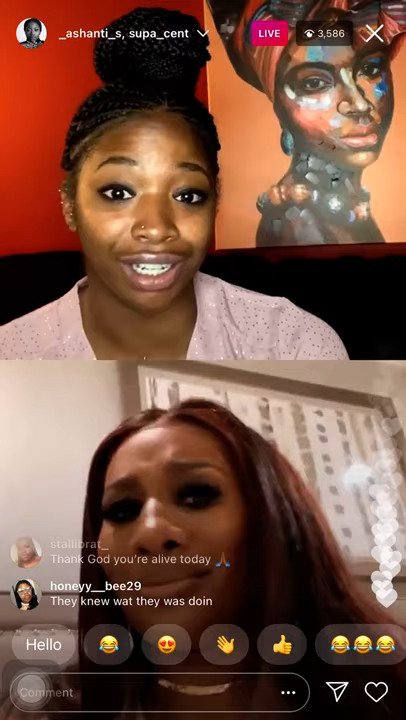 _ashanti_s, supa_cent
LIVE
3,586
stallibrat_
Thank God you're alive today 🙏🏾
honeyy__bee29
They knew wat they was doin
Hello
😂
😍
👋
👍
😂😂😂
Comment